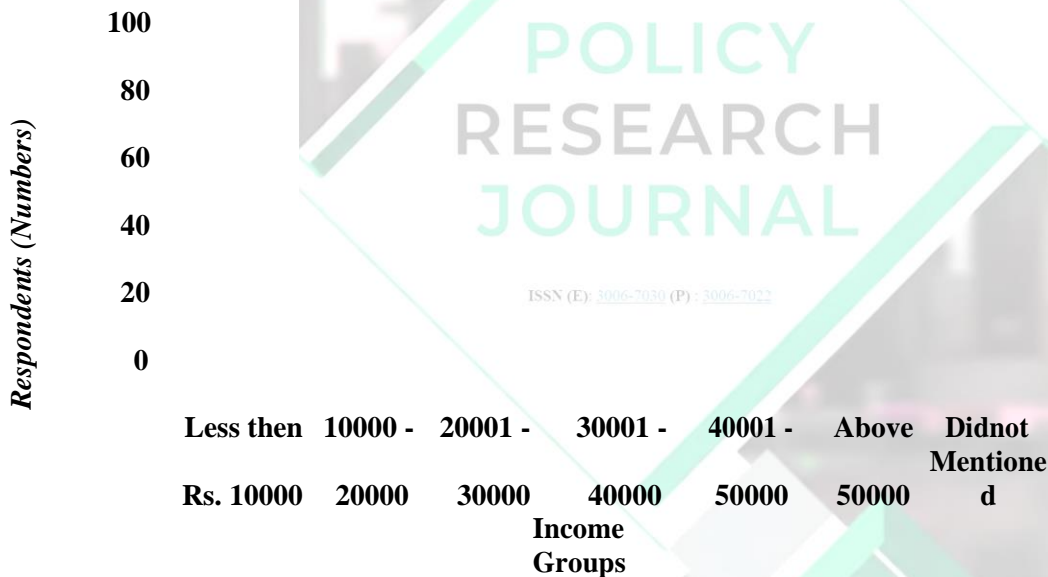 POLICY
RESEARCH
JOURNAL
ISSN (E): 3006-7030 (P) : 3006-7022
Respondents (Numbers)
100
80
60
40
20
0
Less then 10000 - 20001 - 30001 - 40001 - Above Didnot
Mentione
Rs. 10000 20000 30000 40000 50000 50000 d
Income
Groups